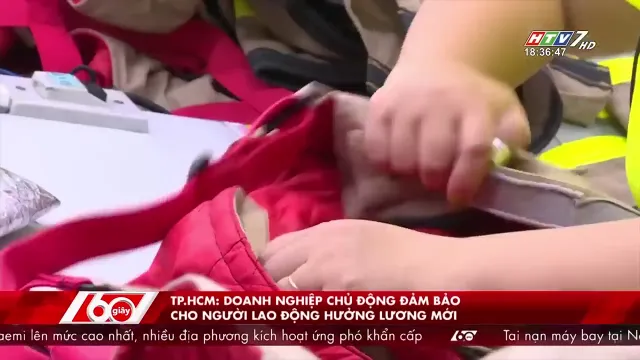 HTV7 HD
18:36:47
60 giây
TP.HCM: DOANH NGHIỆP CHỦ ĐỘNG ĐẢM BẢO
CHO NGƯỜI LAO ĐỘNG HƯỞNG LƯƠNG MỚI
aemi lên mức cao nhất, nhiều địa phương kích hoạt ứng phó khẩn cấp 60 Tai nạn máy bay tại N